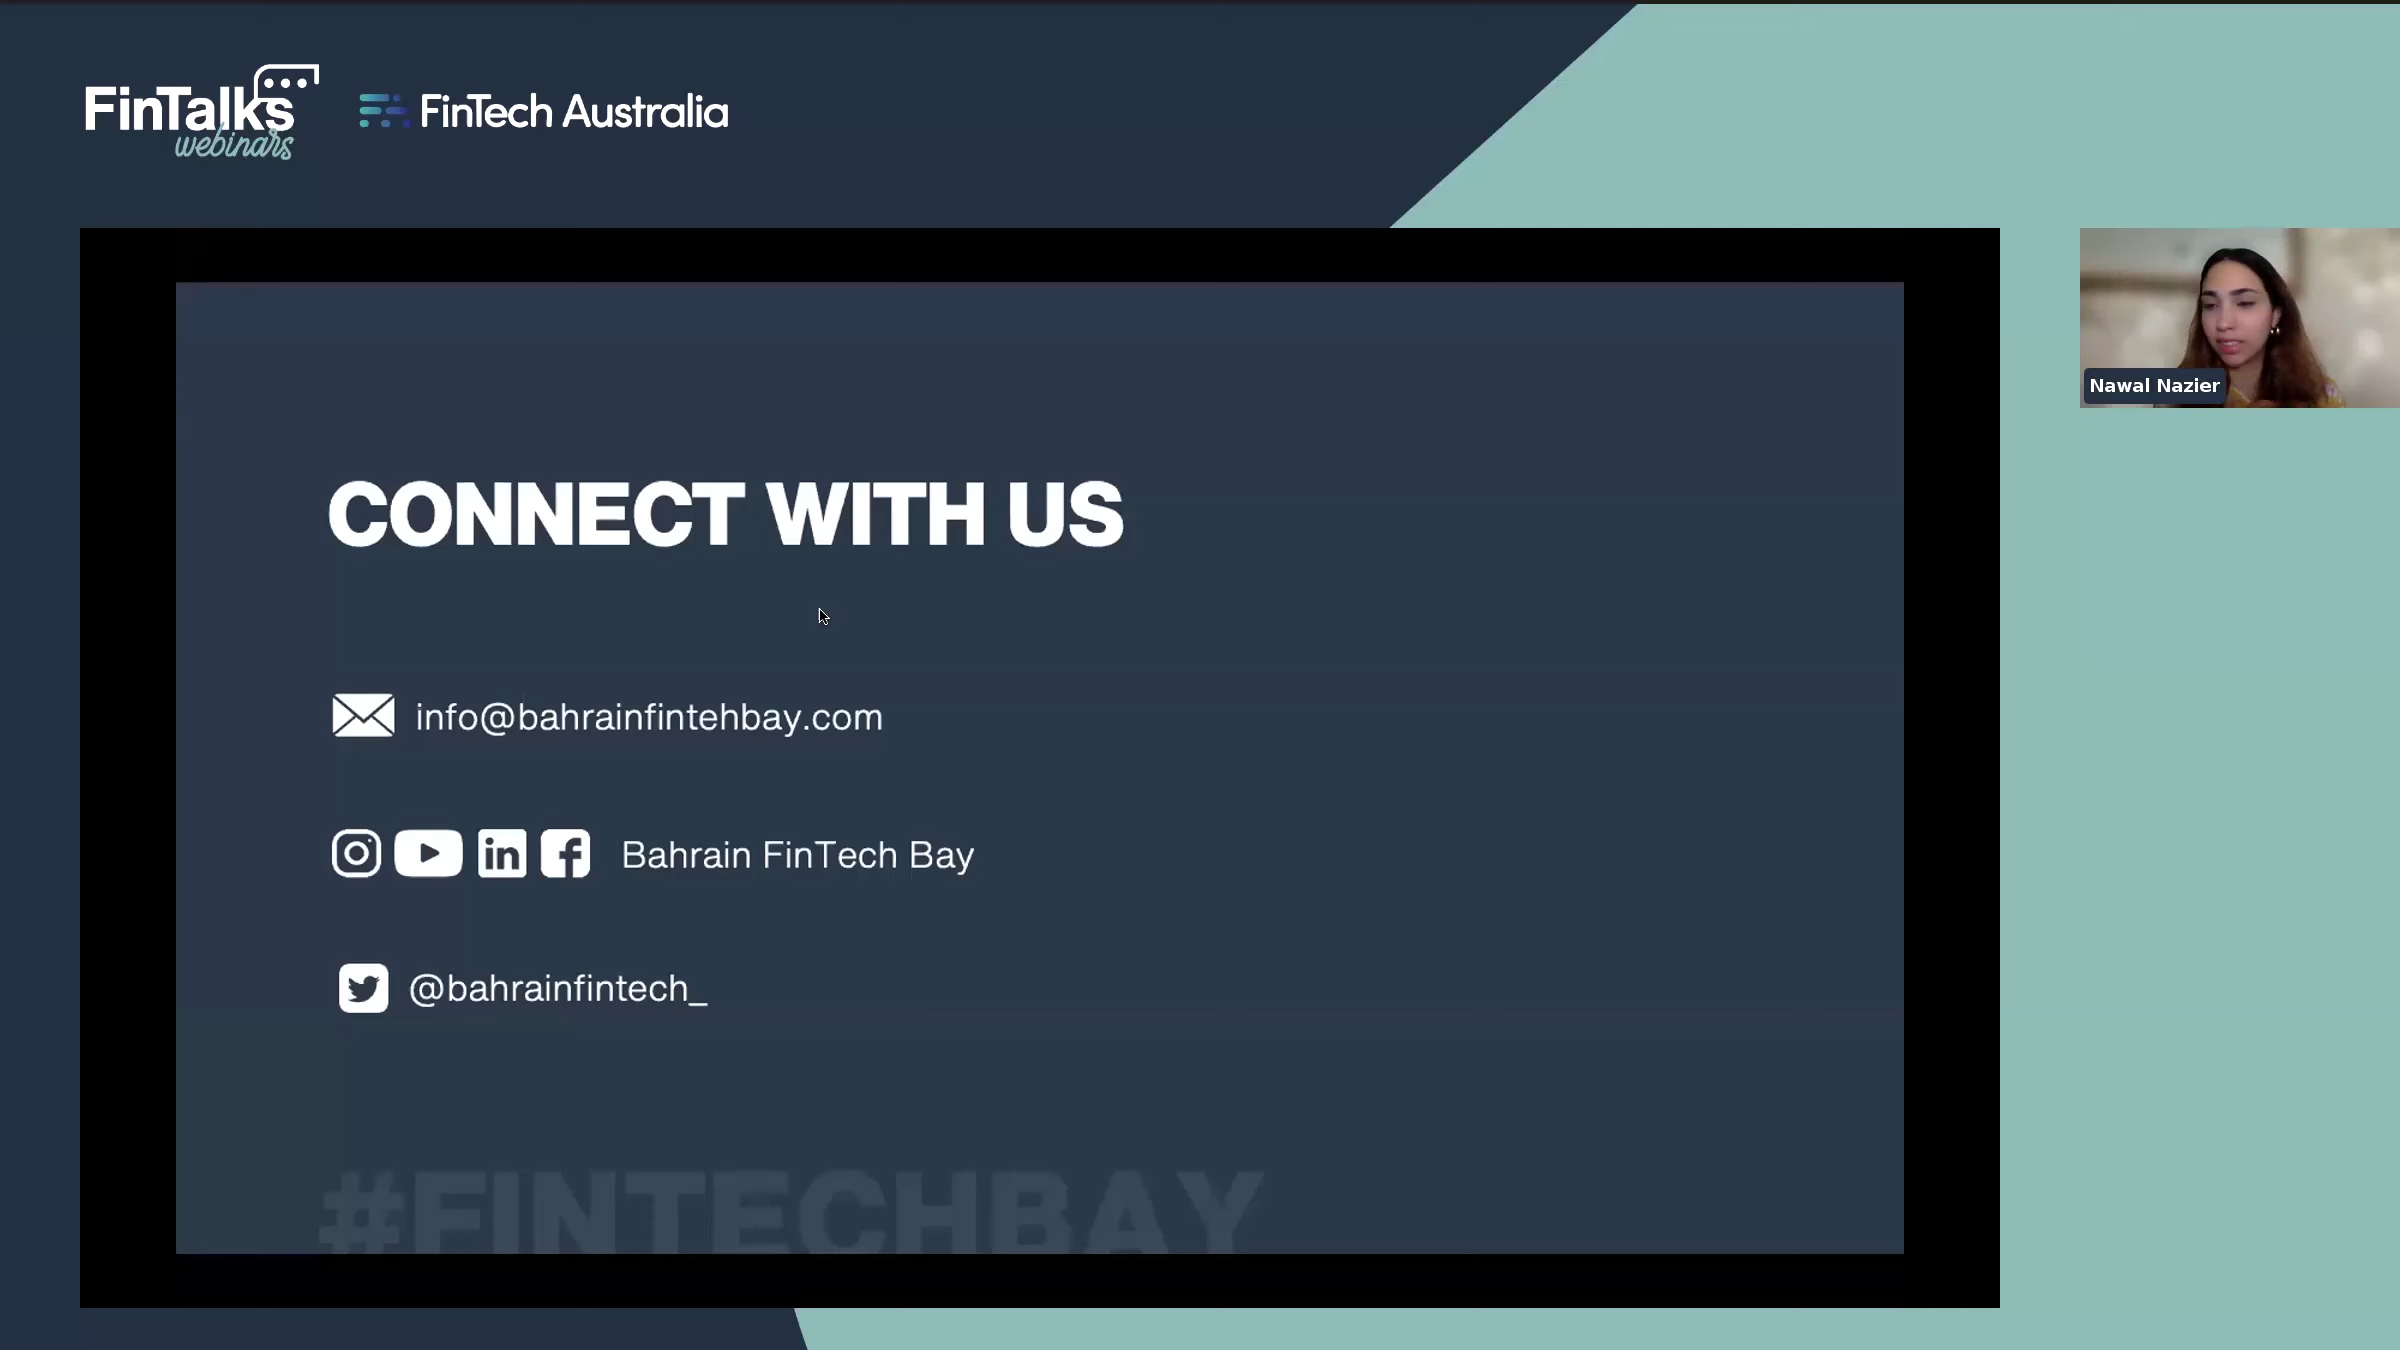 FinTalks
webinars
FinTech Australia
Nawal Nazier
CONNECT WITH US
info@bahrainfintehbay.com
Bahrain FinTech Bay
@bahrainfintech_
#FINTECHBAY